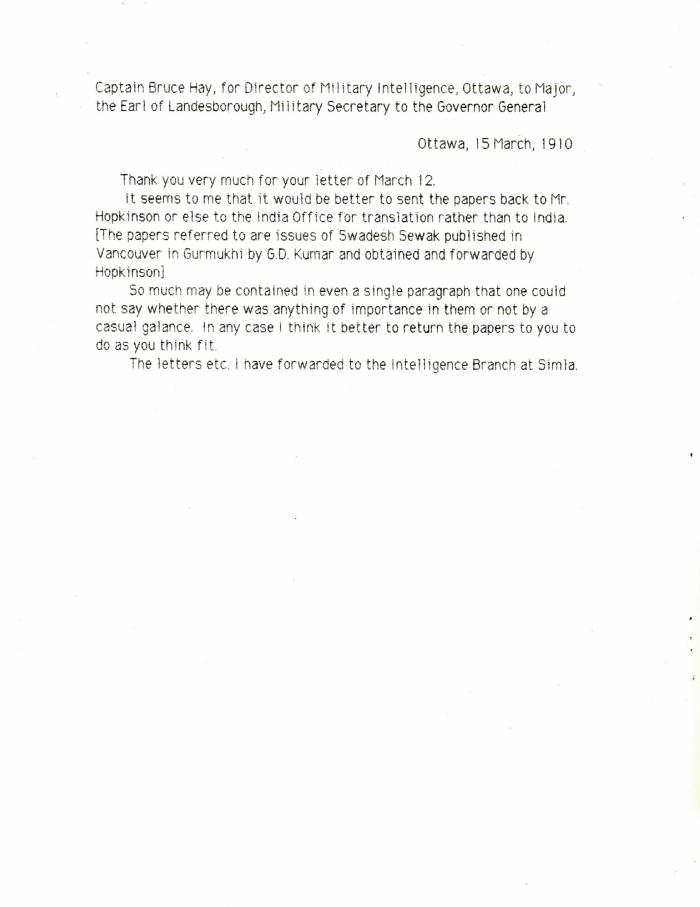 Captain Bruce Hay, for Director of Military Intelligence, Ottawa, to Major,
the Earl of Landesborough, Military Secretary to the Governor General
Ottawa, 15 March, 1910
Thank you very much for your letter of March 12.
It seems to me that it would be better to sent the papers back to Mr.
Hopkinson or else to the India Office for translation rather than to India.
[The papers referred to are issues of Swadesh Sewak published in
Vancouver in Gurmukhi by G.D. Kumar and obtained and forwarded by
Hopkinson]
So much may be contained in even a single paragraph that one could
not say whether there was anything of importance in them or not by a
casual galance. In any case I think it better to return the papers to you to
do as you think fit.
The letters etc. I have forwarded to the Intelligence Branch at Simla.